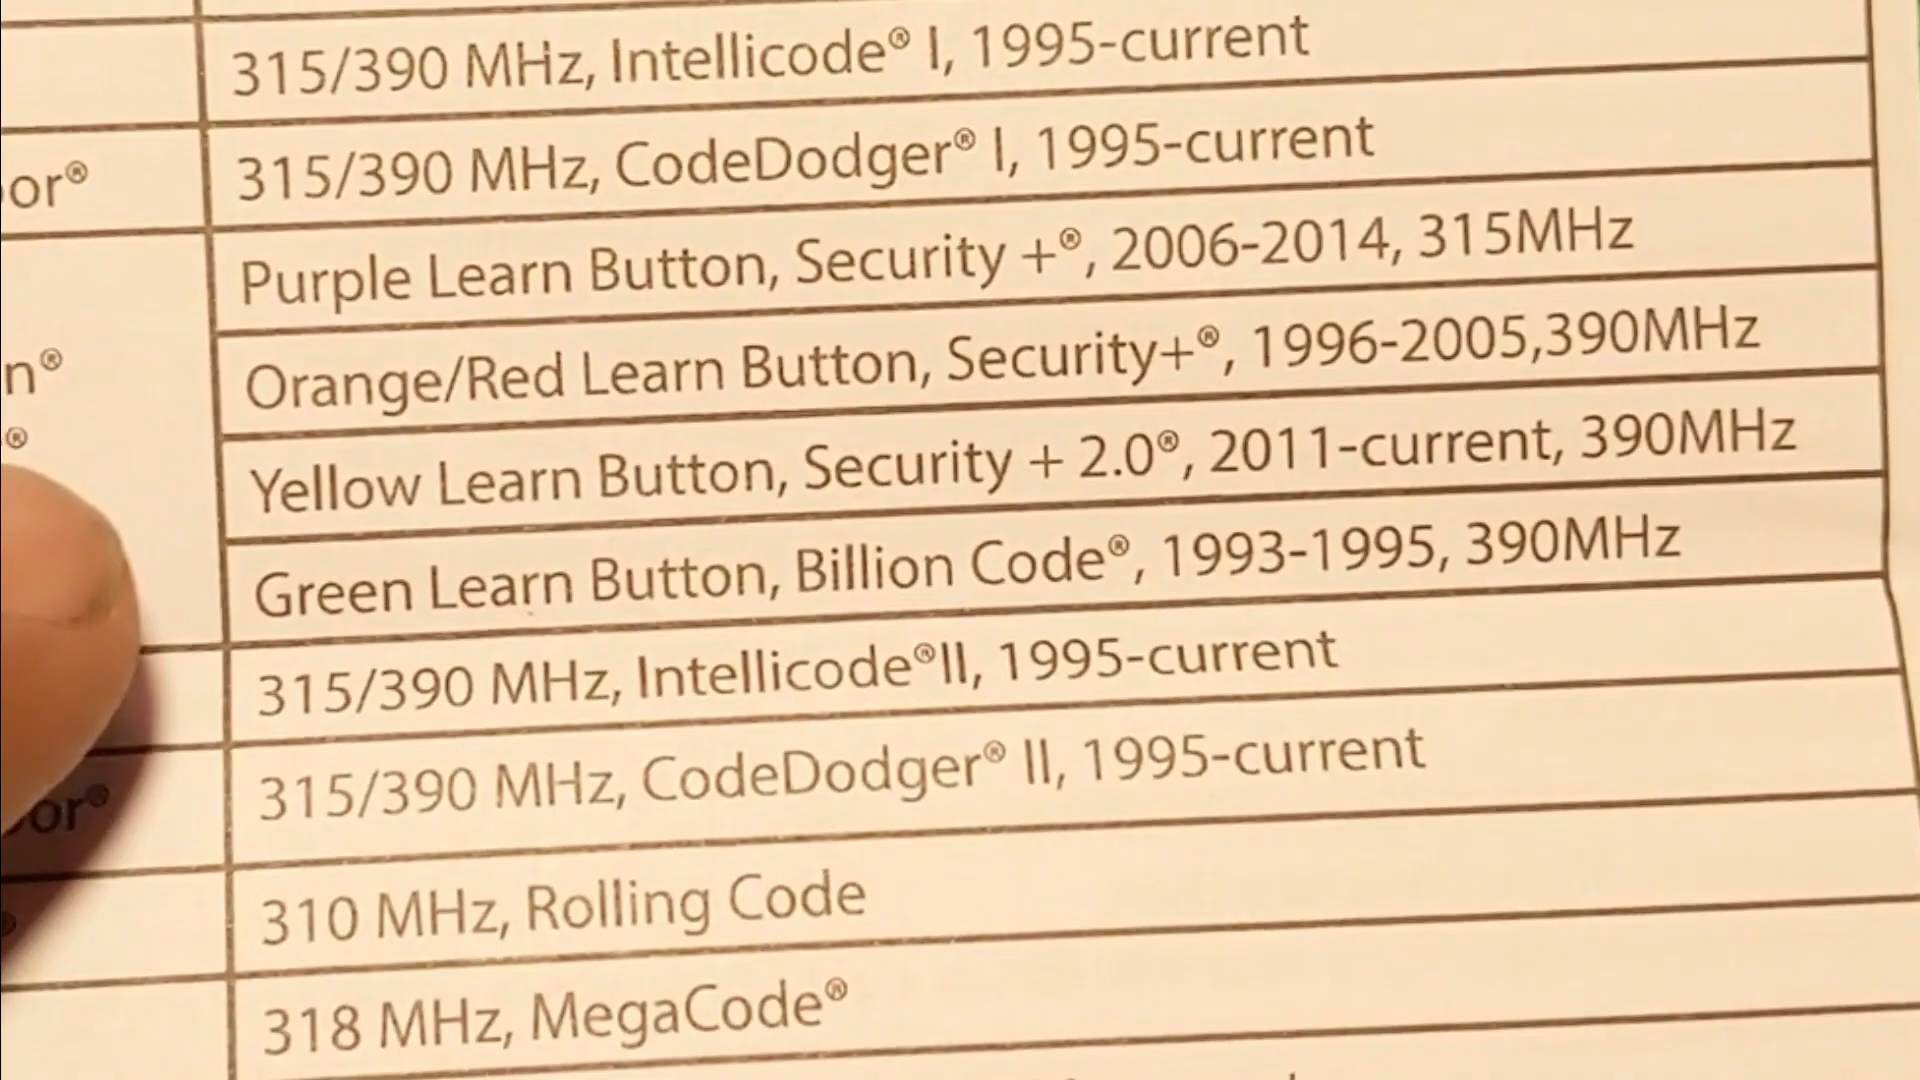 315/390 MHz, Intellicode® I, 1995-current
or® 315/390 MHz, CodeDodger® I, 1995-current
Purple Learn Button, Security +®, 2006-2014, 315MHz
n® Orange/Red Learn Button, Security+®, 1996-2005,390MHz
® Yellow Learn Button, Security + 2.0®, 2011-current, 390MHz
Green Learn Button, Billion Code®, 1993-1995, 390MHz
315/390 MHz, Intellicode®II, 1995-current
or® 315/390 MHz, CodeDodger® II, 1995-current
® 310 MHz, Rolling Code
318 MHz, MegaCode®